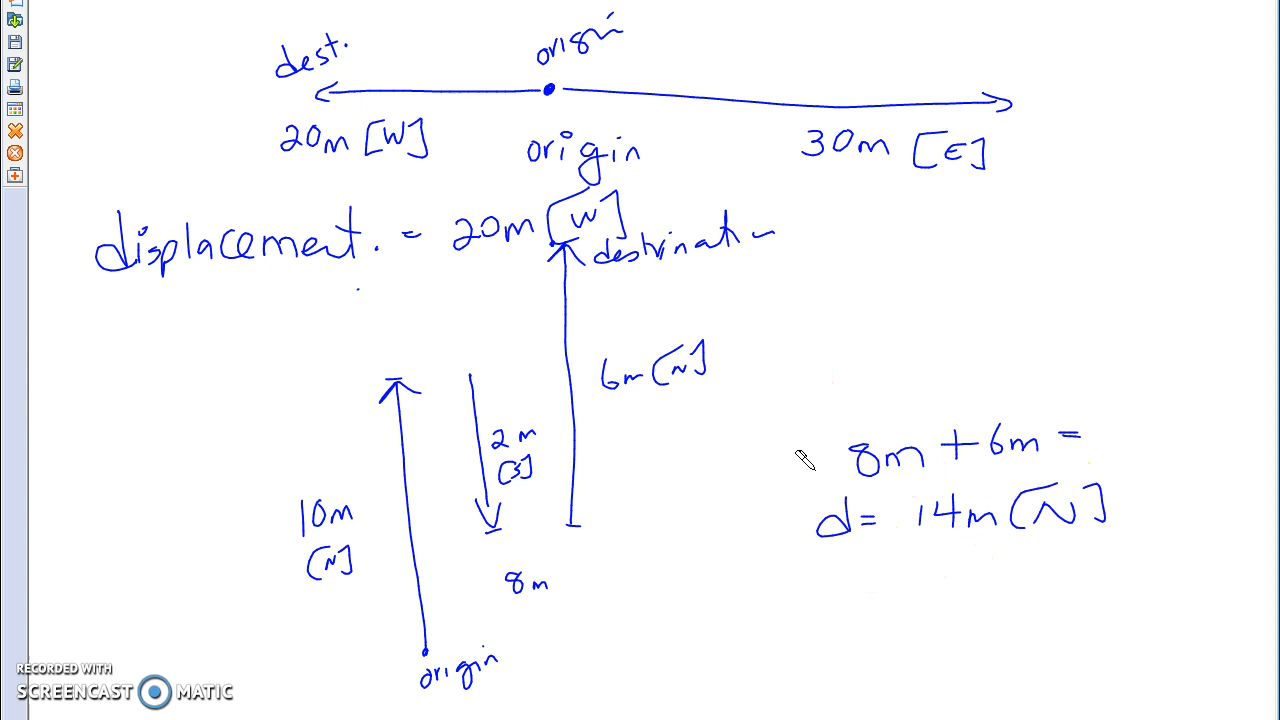 dest.
origin
20m [W]
origin
30m [E]
displacement. = 20m [W]
destination
6m [N]
2m
[S]
8m + 6m =
10m
[N]
d = 14m [N]
8m
origin
RECORDED WITH
SCREENCAST MATIC